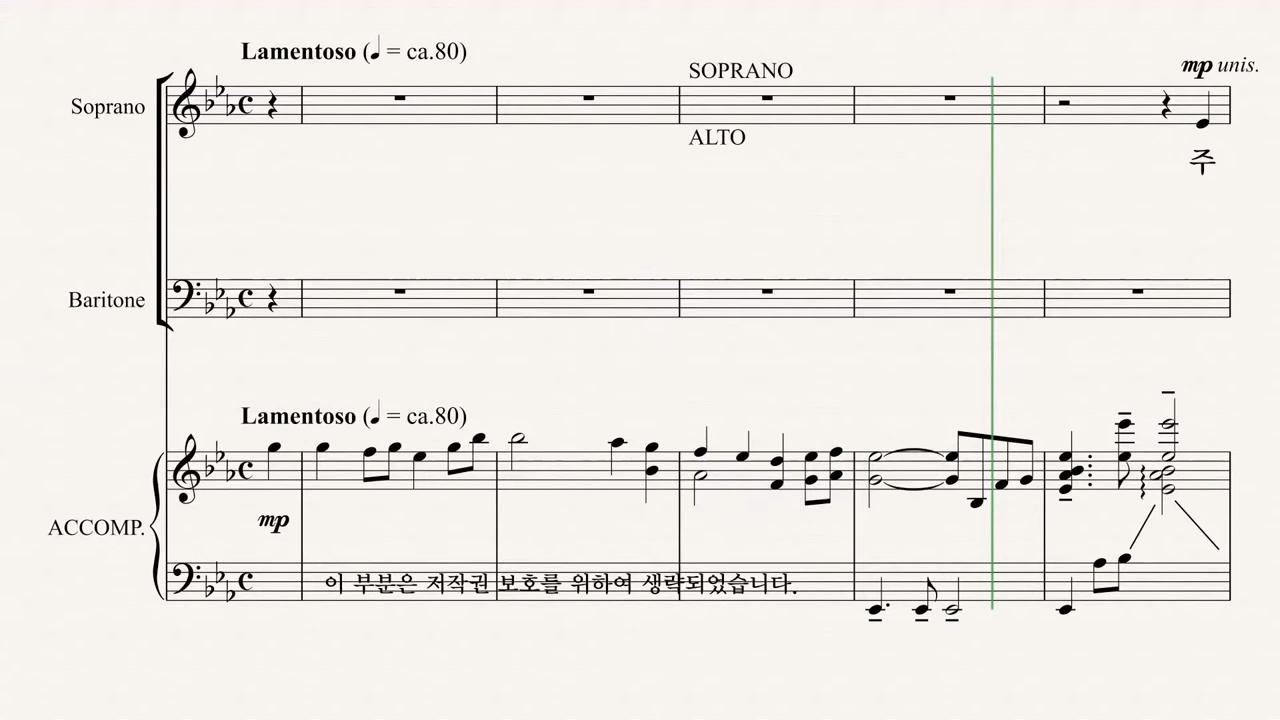 Lamentoso (♩ = ca.80)
SOPRANO
mp unis.
Soprano
ALTO
주
Baritone
Lamentoso (♩ = ca.80)
mp
ACCOMP.
이 부분은 저작권 보호를 위하여 생략되었습니다.